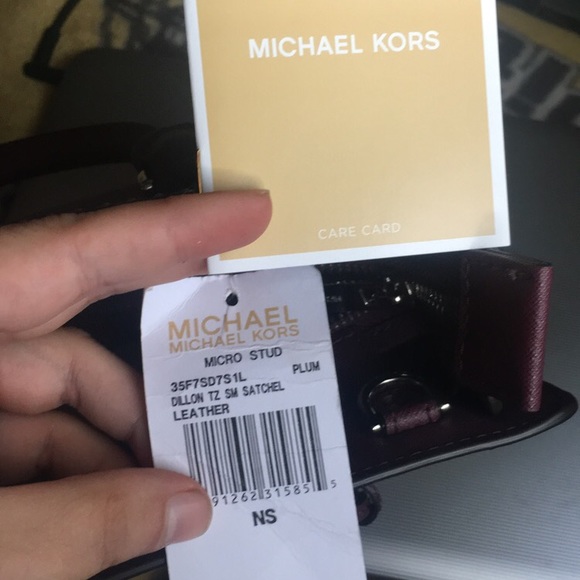 MICHAEL KORS
CARE CARD
MICHAEL
MICHAEL KORS
MICRO STUD
35F7SD7S1L PLUM
DILLON TZ SM SATCHEL
LEATHER
91262 31585 5
NS